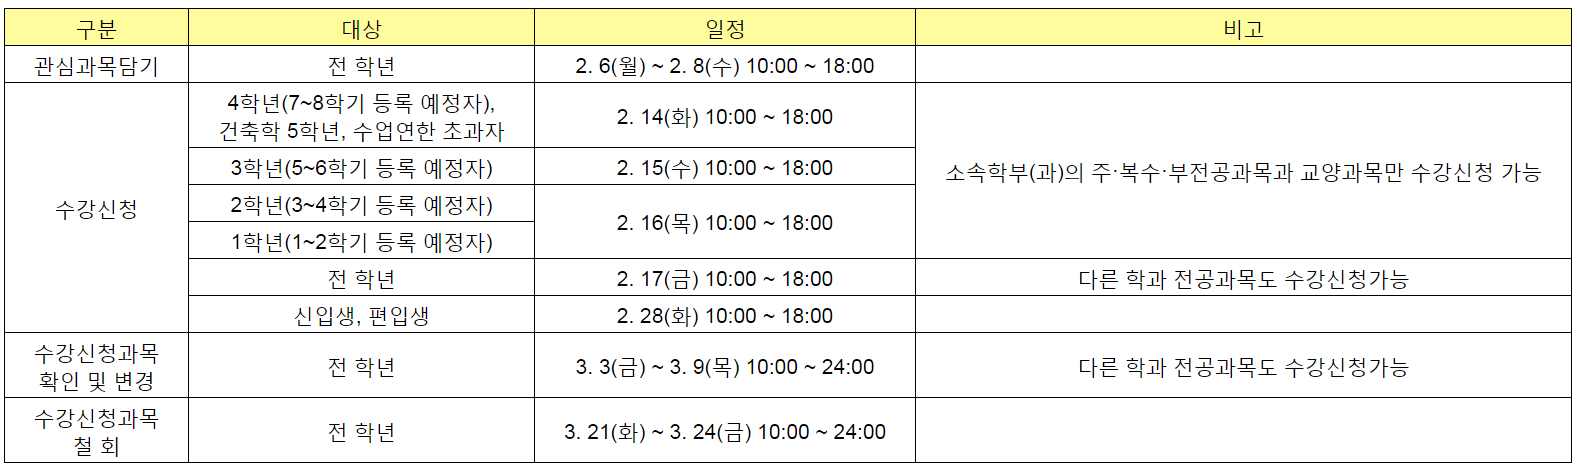 구분 대상 일정 비고
관심과목담기 전 학년 2. 6(월) ~ 2. 8(수) 10:00 ~ 18:00
수강신청
4학년(7~8학기 등록 예정자),
건축학 5학년, 수업연한 초과자
2. 14(화) 10:00 ~ 18:00
소속학부(과)의 주·복수·부전공과목과 교양과목만 수강신청 가능
3학년(5~6학기 등록 예정자) 2. 15(수) 10:00 ~ 18:00
2학년(3~4학기 등록 예정자)
2. 16(목) 10:00 ~ 18:00
1학년(1~2학기 등록 예정자)
전 학년 2. 17(금) 10:00 ~ 18:00 다른 학과 전공과목도 수강신청가능
신입생, 편입생 2. 28(화) 10:00 ~ 18:00
수강신청과목
확인 및 변경
전 학년 3. 3(금) ~ 3. 9(목) 10:00 ~ 24:00 다른 학과 전공과목도 수강신청가능
수강신청과목
철 회
전 학년 3. 21(화) ~ 3. 24(금) 10:00 ~ 24:00